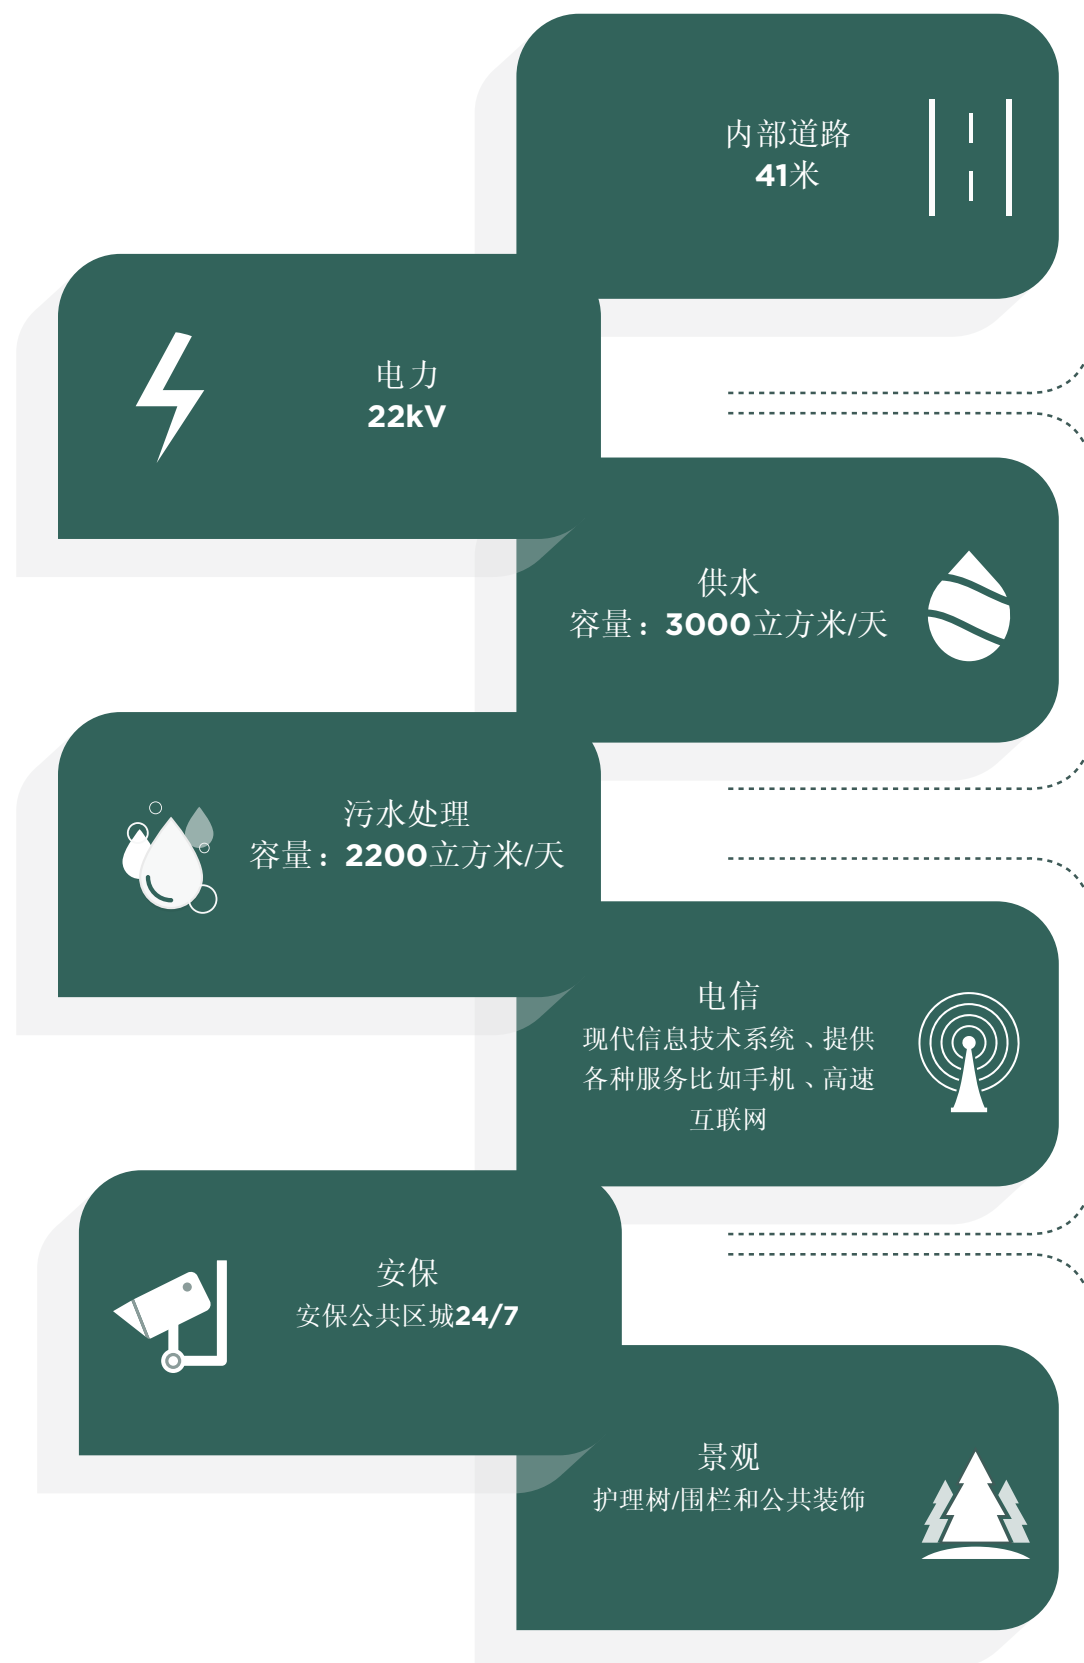 内部道路
41米
电力
22kV
供水
容量：3000立方米/天
污水处理
容量：2200立方米/天
电信
现代信息技术系统、提供
各种服务比如手机、高速
互联网
安保
安保公共区城24/7
景观
护理树/围栏和公共装饰